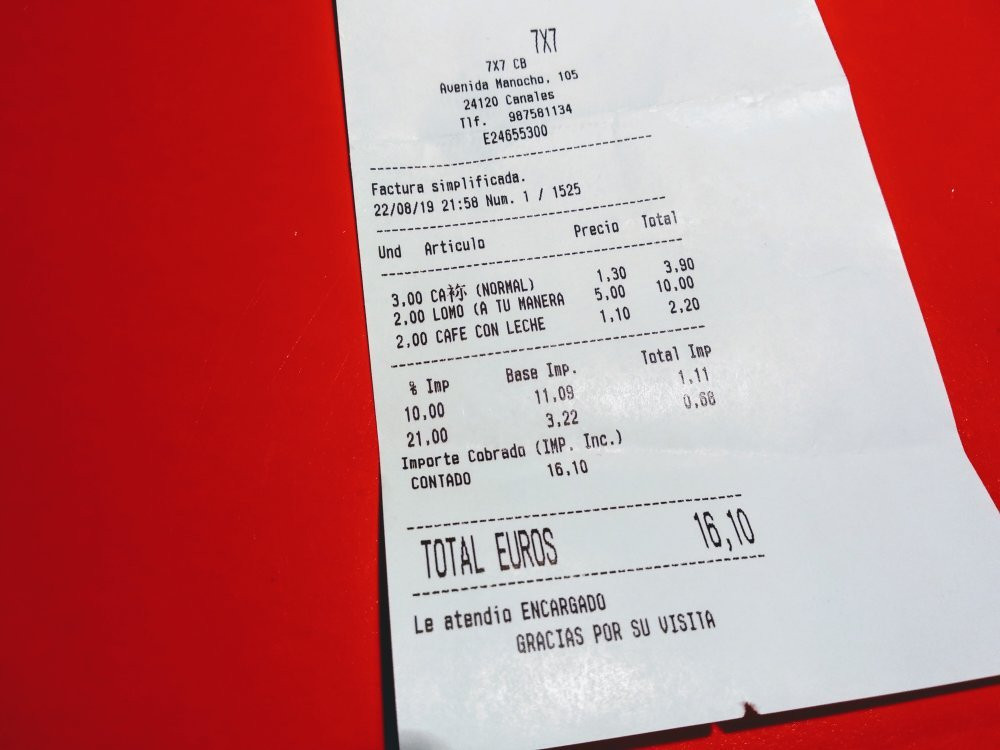 7X7
7X7 CB
Avenida Manocho, 105
24120 Canales
Tlf. 987581134
E24655300
Factura simplificada.
22/08/19 21:58 Num. 1 / 1525
Und Articulo Precio Total
3,00 CA祢 (NORMAL) 1,30 3,90
2,00 LOMO (A TU MANERA 5,00 10,00
2,00 CAFE CON LECHE 1,10 2,20
% Imp Base Imp. Total Imp
10,00 11,09 1,11
21,00 3,22 0,68
Importe Cobrado (IMP. Inc.)
CONTADO 16,10
TOTAL EUROS 16,10
Le atendio ENCARGADO
GRACIAS POR SU VISITA